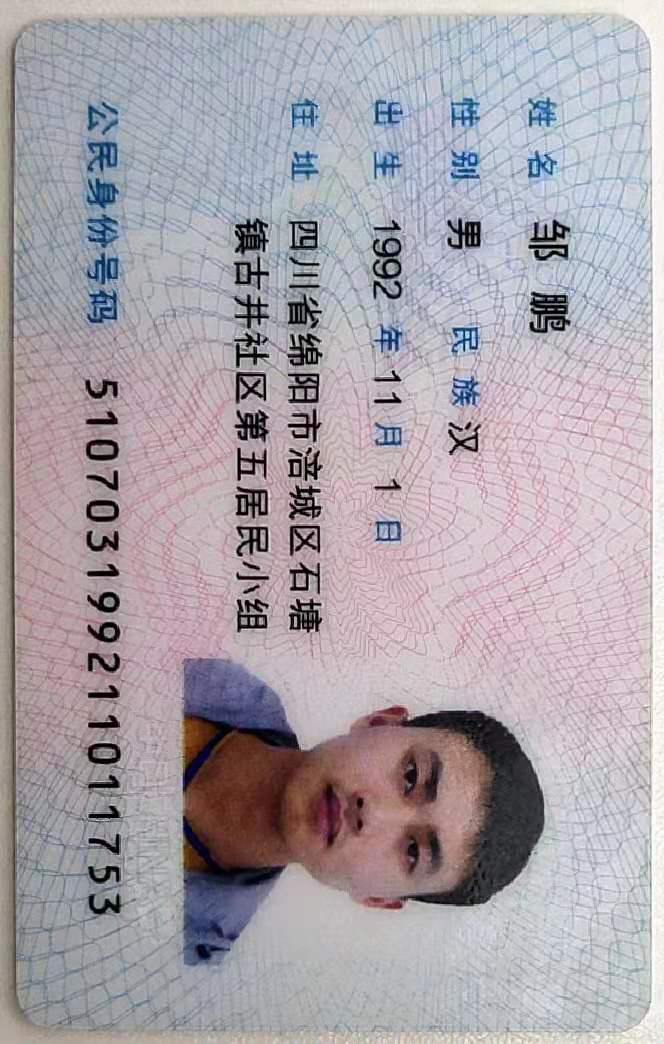 姓名 邹鹏
性别 男 民族 汉
出生 1992 年 11 月 1 日
住址 四川省绵阳市涪城区石塘
镇古井社区第五居民小组
公民身份号码 510703199211011753